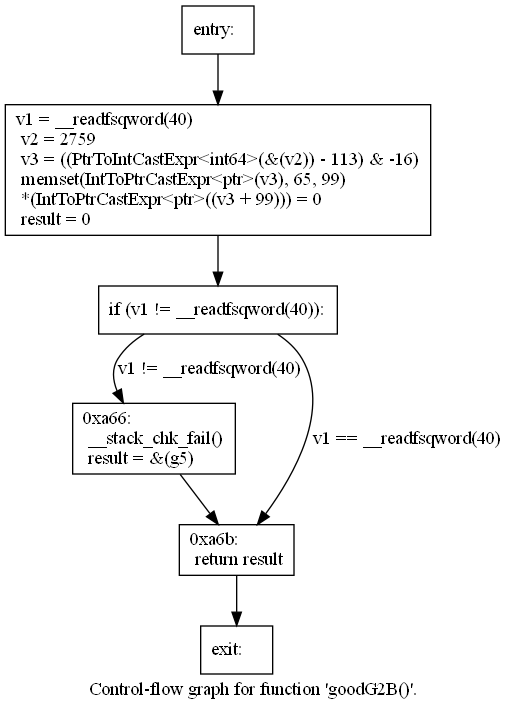 entry:
v1 = __readfsqword(40)
v2 = 2759
v3 = ((PtrToIntCastExpr<int64>(&(v2)) - 113) & -16)
memset(IntToPtrCastExpr<ptr>(v3), 65, 99)
*(IntToPtrCastExpr<ptr>((v3 + 99))) = 0
result = 0
if (v1 != __readfsqword(40)):
v1 != __readfsqword(40)
0xa66:
__stack_chk_fail()
result = &(g5)
v1 == __readfsqword(40)
0xa6b:
return result
exit:
Control-flow graph for function 'goodG2B()'.